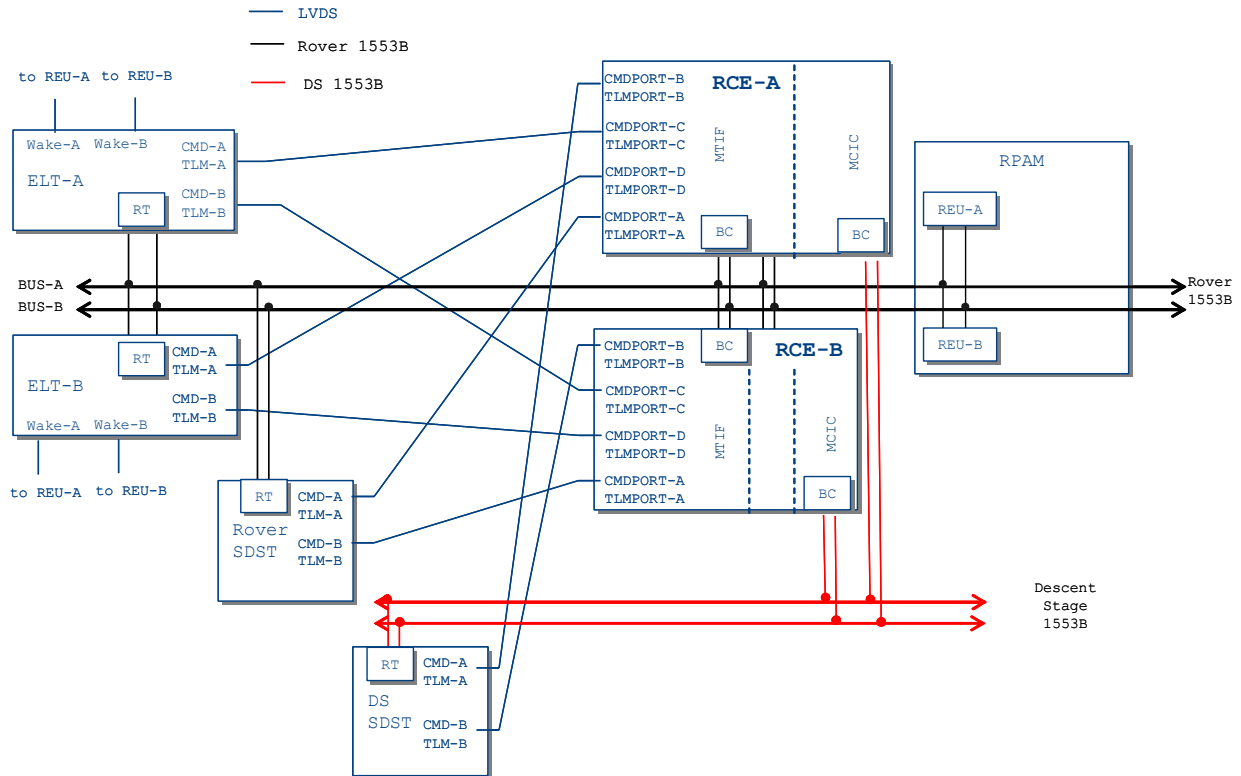 LVDS
Rover 1553B
DS 1553B
to REU-A to REU-B
Wake-A Wake-B
CMD-A
TLM-A
ELT-A
CMD-B
TLM-B
RT
RCE-A
CMDPORT-B
TLMPORT-B
CMDPORT-C
TLMPORT-C
CMDPORT-D
TLMPORT-D
CMDPORT-A
TLMPORT-A
MTIF
MCIC
BC
BC
RPAM
REU-A
REU-B
BUS-A
BUS-B
Rover
1553B
RT
CMD-A
TLM-A
ELT-B
CMD-B
TLM-B
Wake-A Wake-B
to REU-A to REU-B
BC
RCE-B
CMDPORT-B
TLMPORT-B
CMDPORT-C
TLMPORT-C
CMDPORT-D
TLMPORT-D
CMDPORT-A
TLMPORT-A
MTIF
MCIC
BC
RT
CMD-A
TLM-A
Rover
SDST
CMD-B
TLM-B
Descent
Stage
1553B
RT
CMD-A
TLM-A
DS
SDST
CMD-B
TLM-B